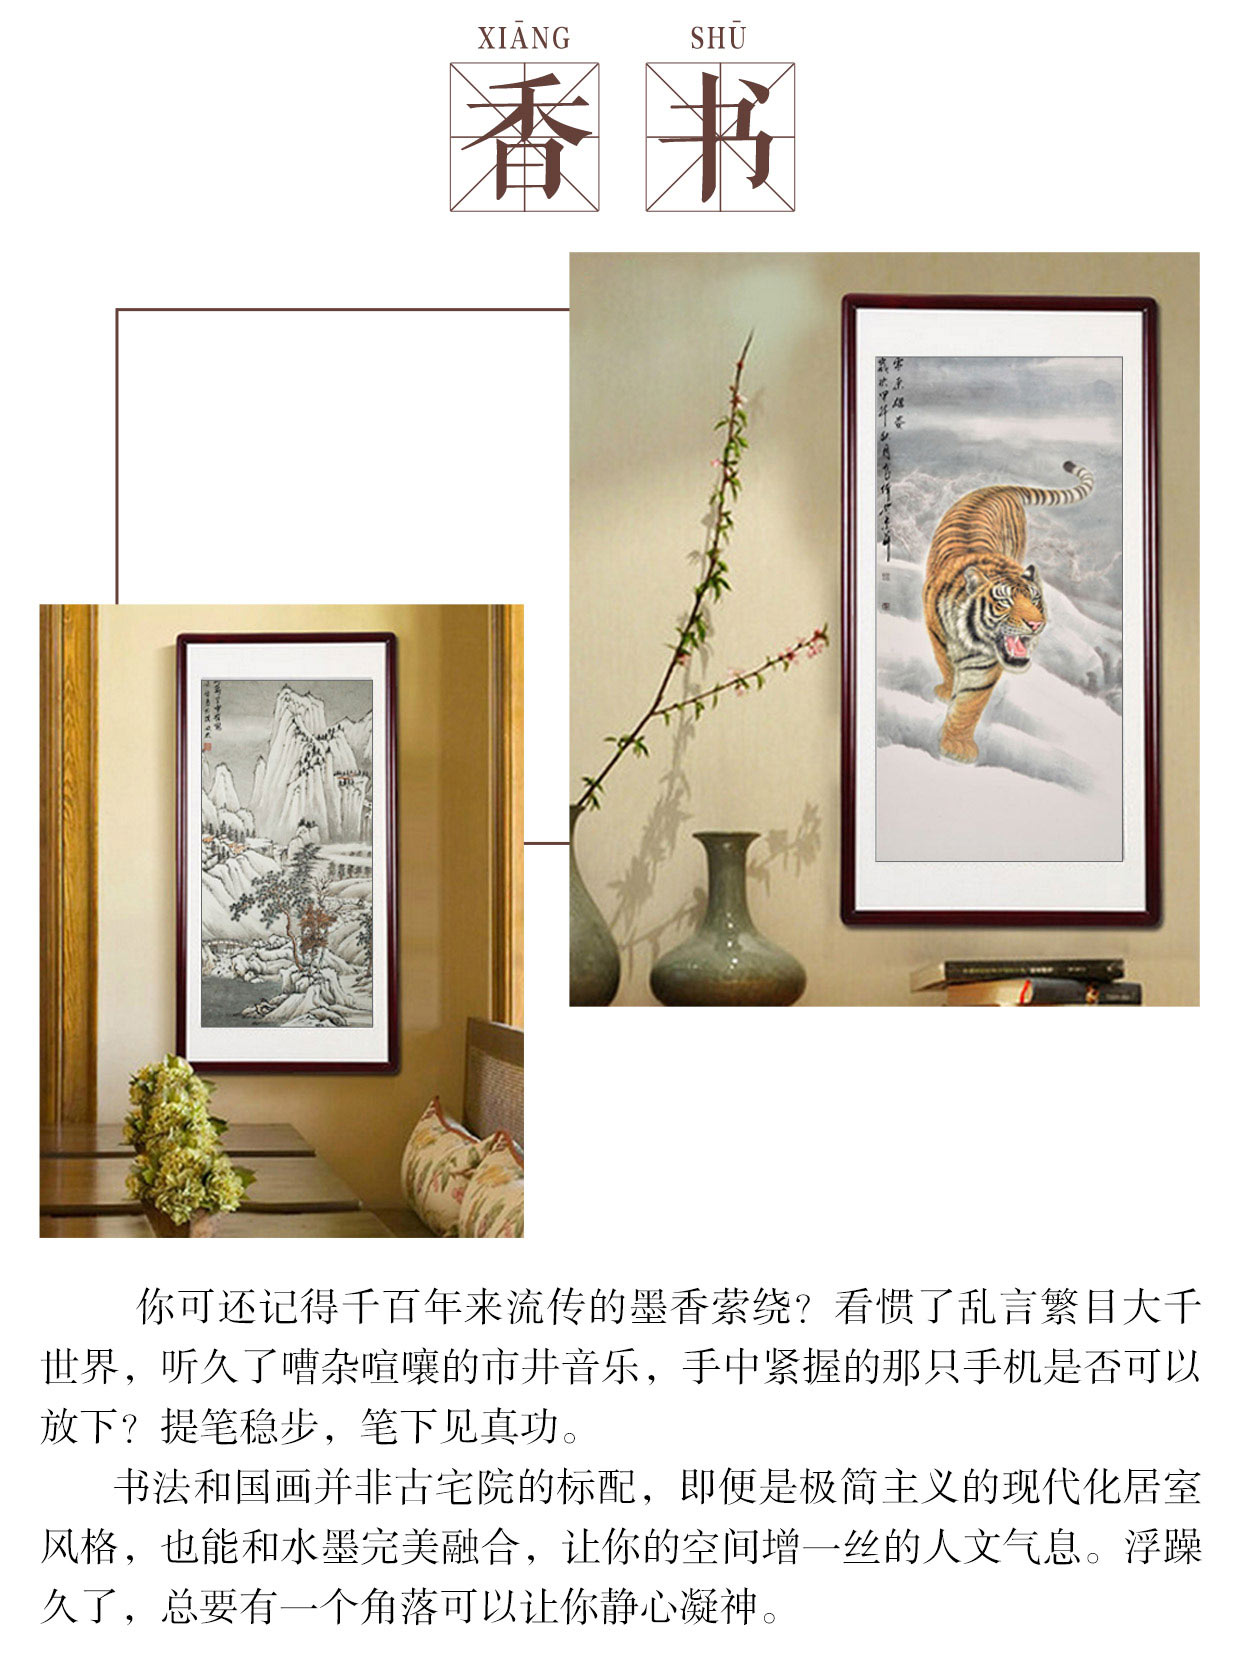 XIĀNG SHŪ
香 书
你可还记得千百年来流传的墨香萦绕？看惯了乱言繁目大千
世界，听久了嘈杂喧嚷的市井音乐，手中紧握的那只手机是否可以
放下？提笔稳步，笔下见真功。
书法和国画并非古宅院的标配，即便是极简主义的现代化居室
风格，也能和水墨完美融合，让你的空间增一丝的人文气息。浮躁
久了，总要有一个角落可以让你静心凝神。